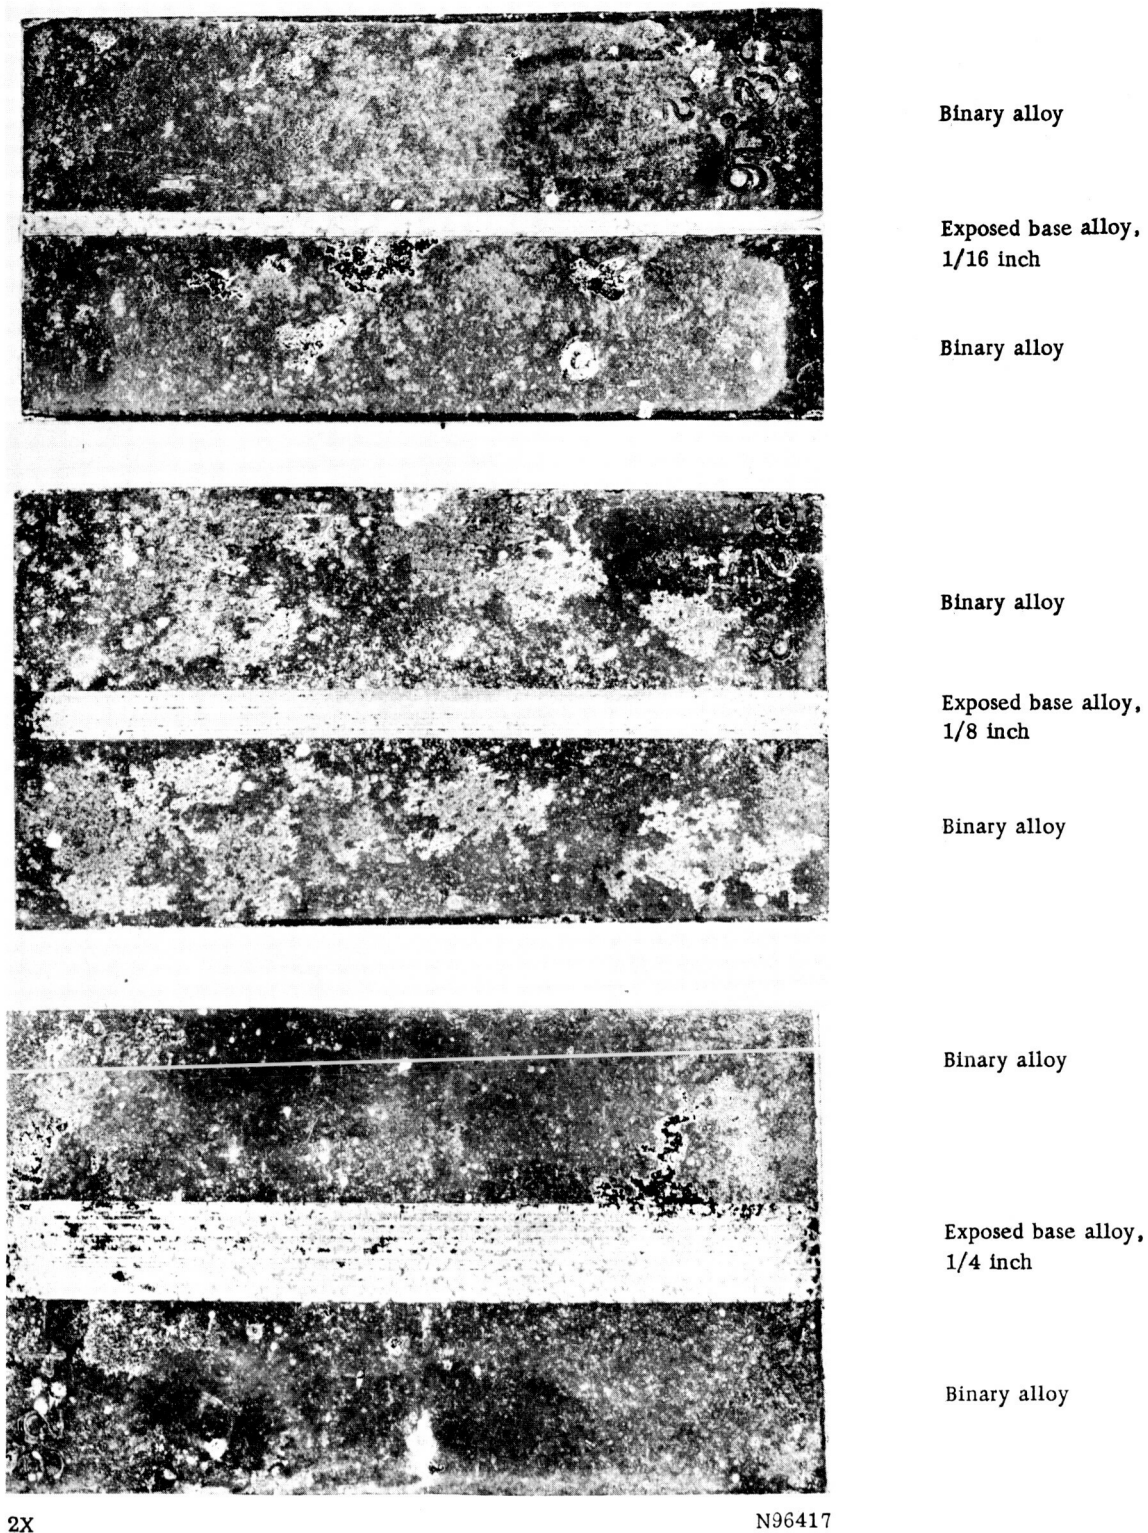 Binary alloy
Exposed base alloy,
1/16 inch
Binary alloy
Binary alloy
Exposed base alloy,
1/8 inch
Binary alloy
Binary alloy
Exposed base alloy,
1/4 inch
Binary alloy
2X
N96417